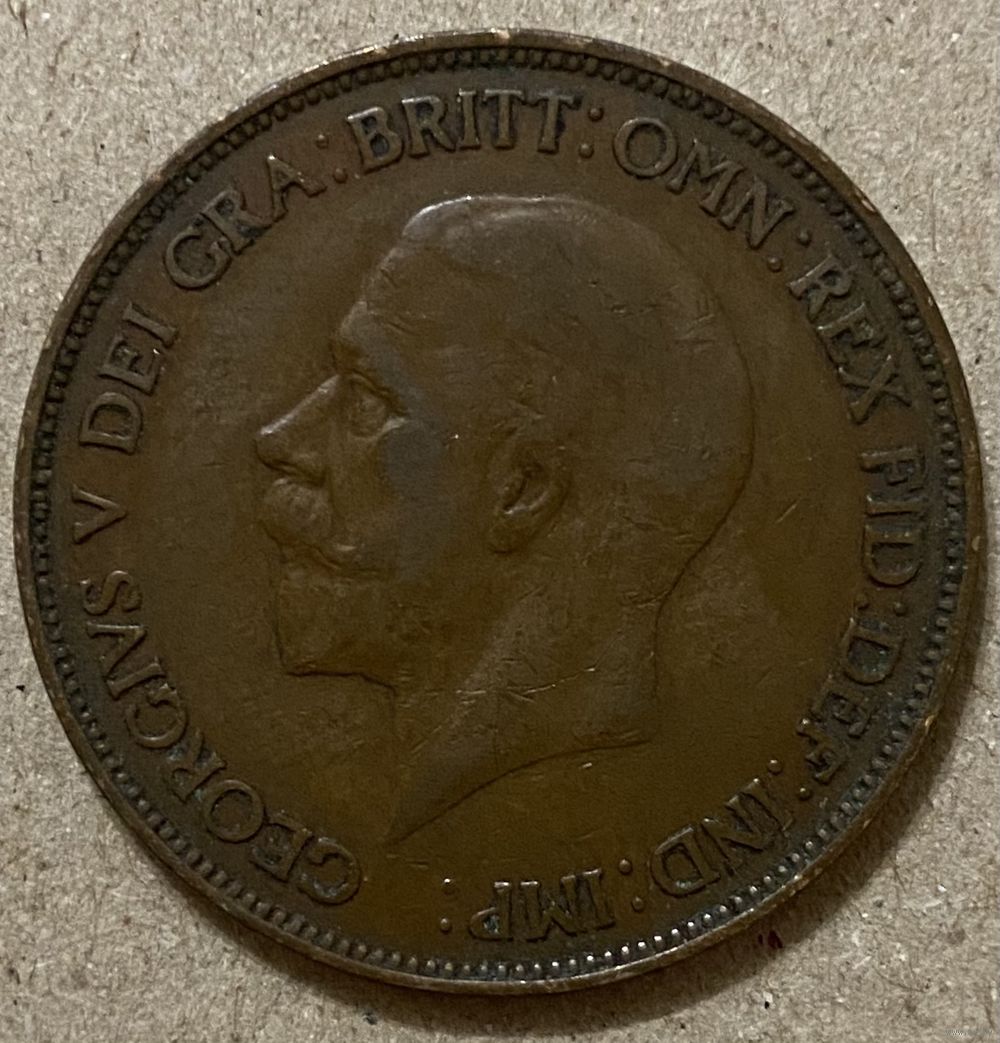 GEORGIVS V DEI GRA: BRITT: OMN: REX FID: DEF: IND: IMP: